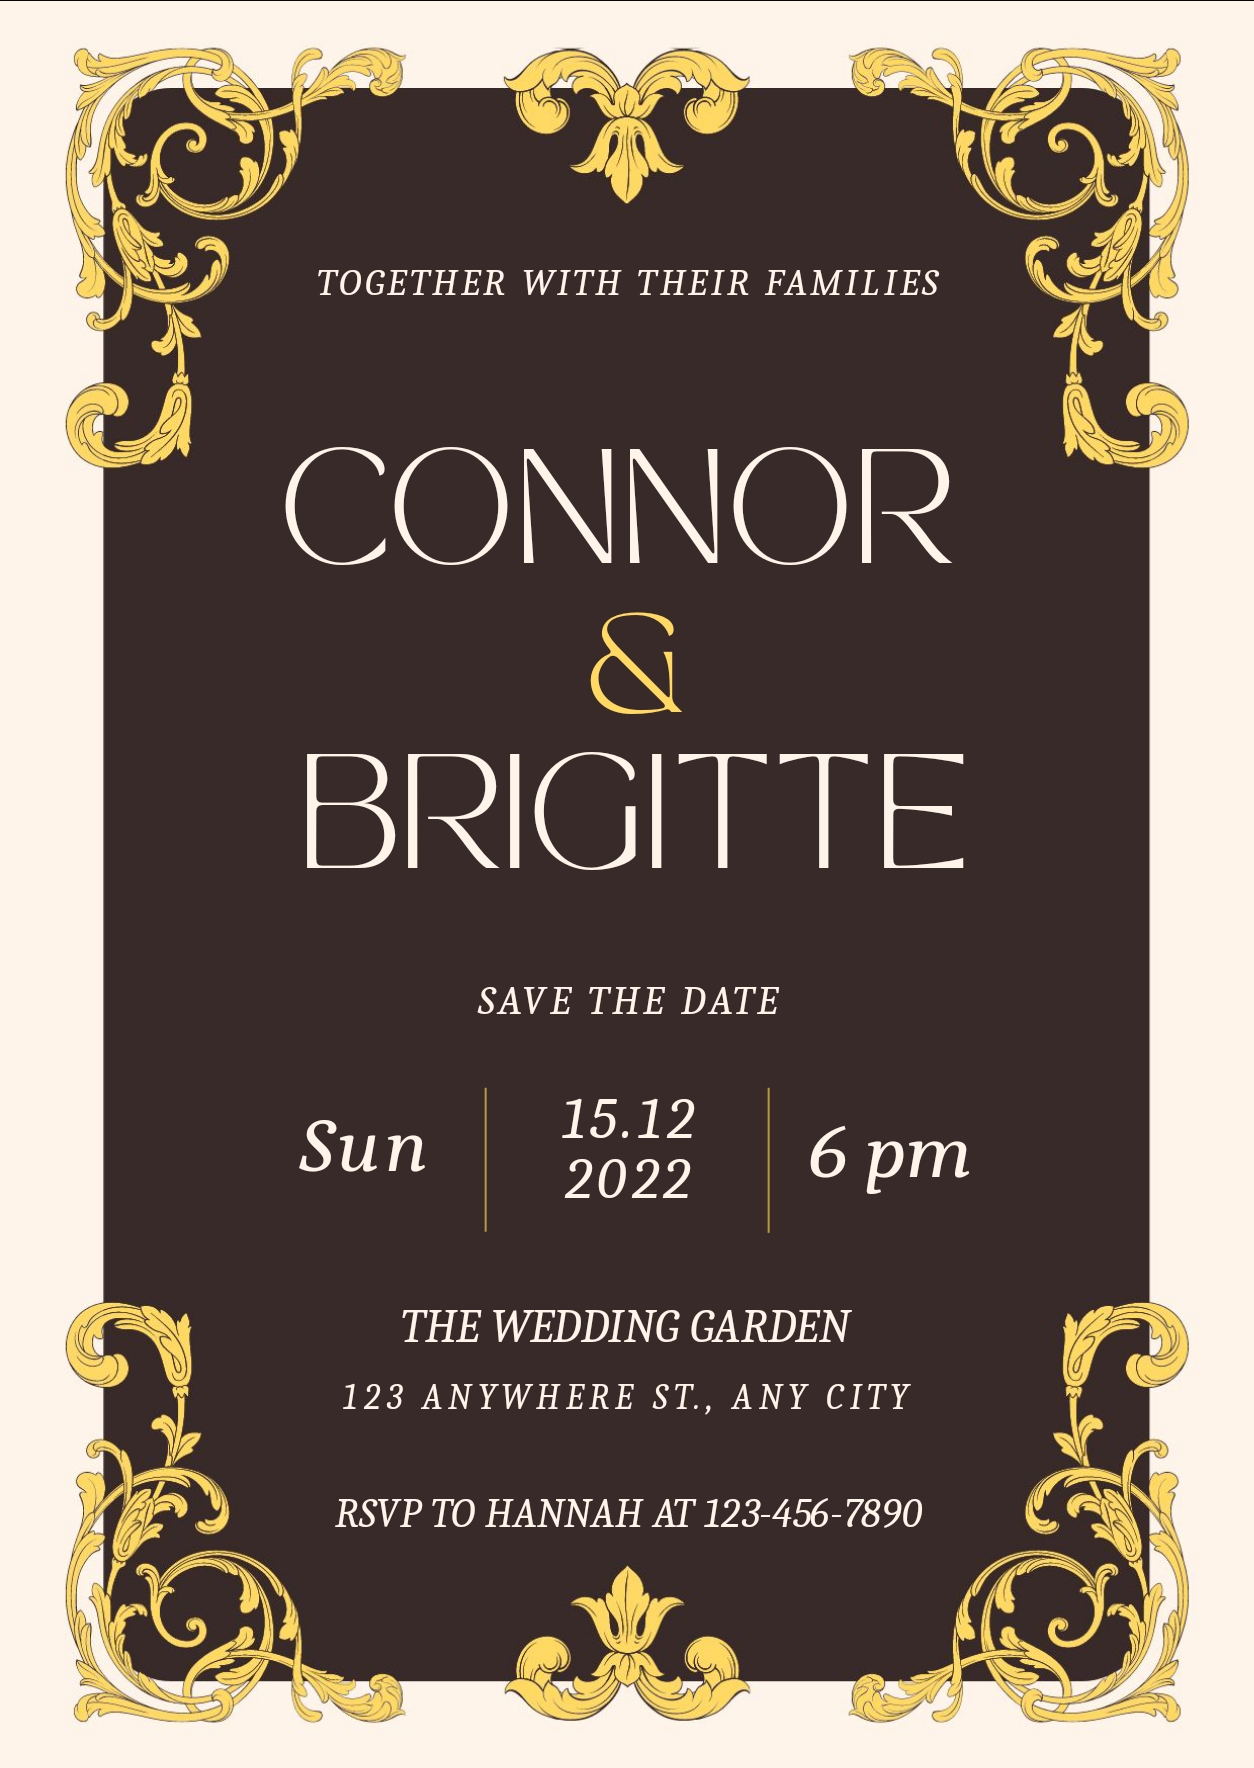 TOGETHER WITH THEIR FAMILIES
CONNOR
&
BRIGITTE
SAVE THE DATE
Sun
15.12
2022
6 pm
THE WEDDING GARDEN
123 ANYWHERE ST., ANY CITY
RSVP TO HANNAH AT 123-456-7890